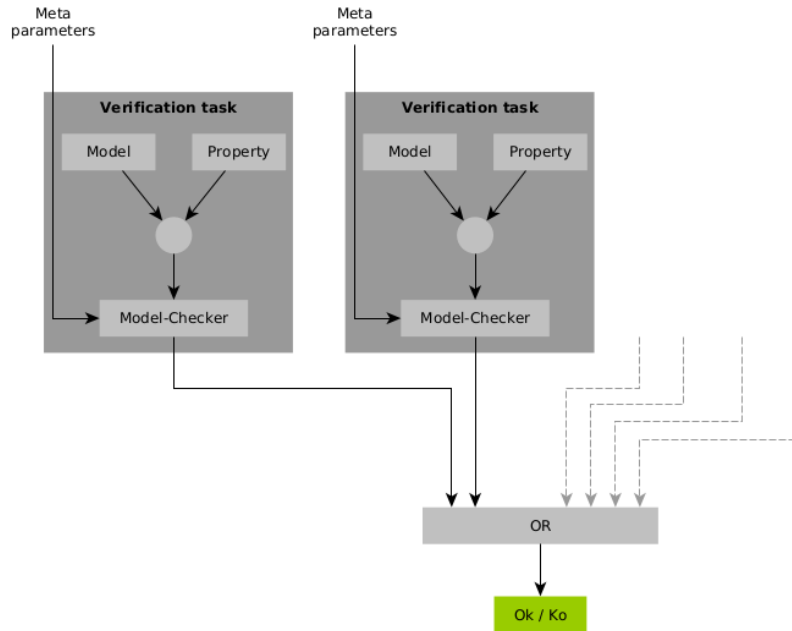 Meta
parameters
Meta
parameters
Verification task
Verification task
Model
Property
Model
Property
Model-Checker
Model-Checker
OR
Ok / Ko